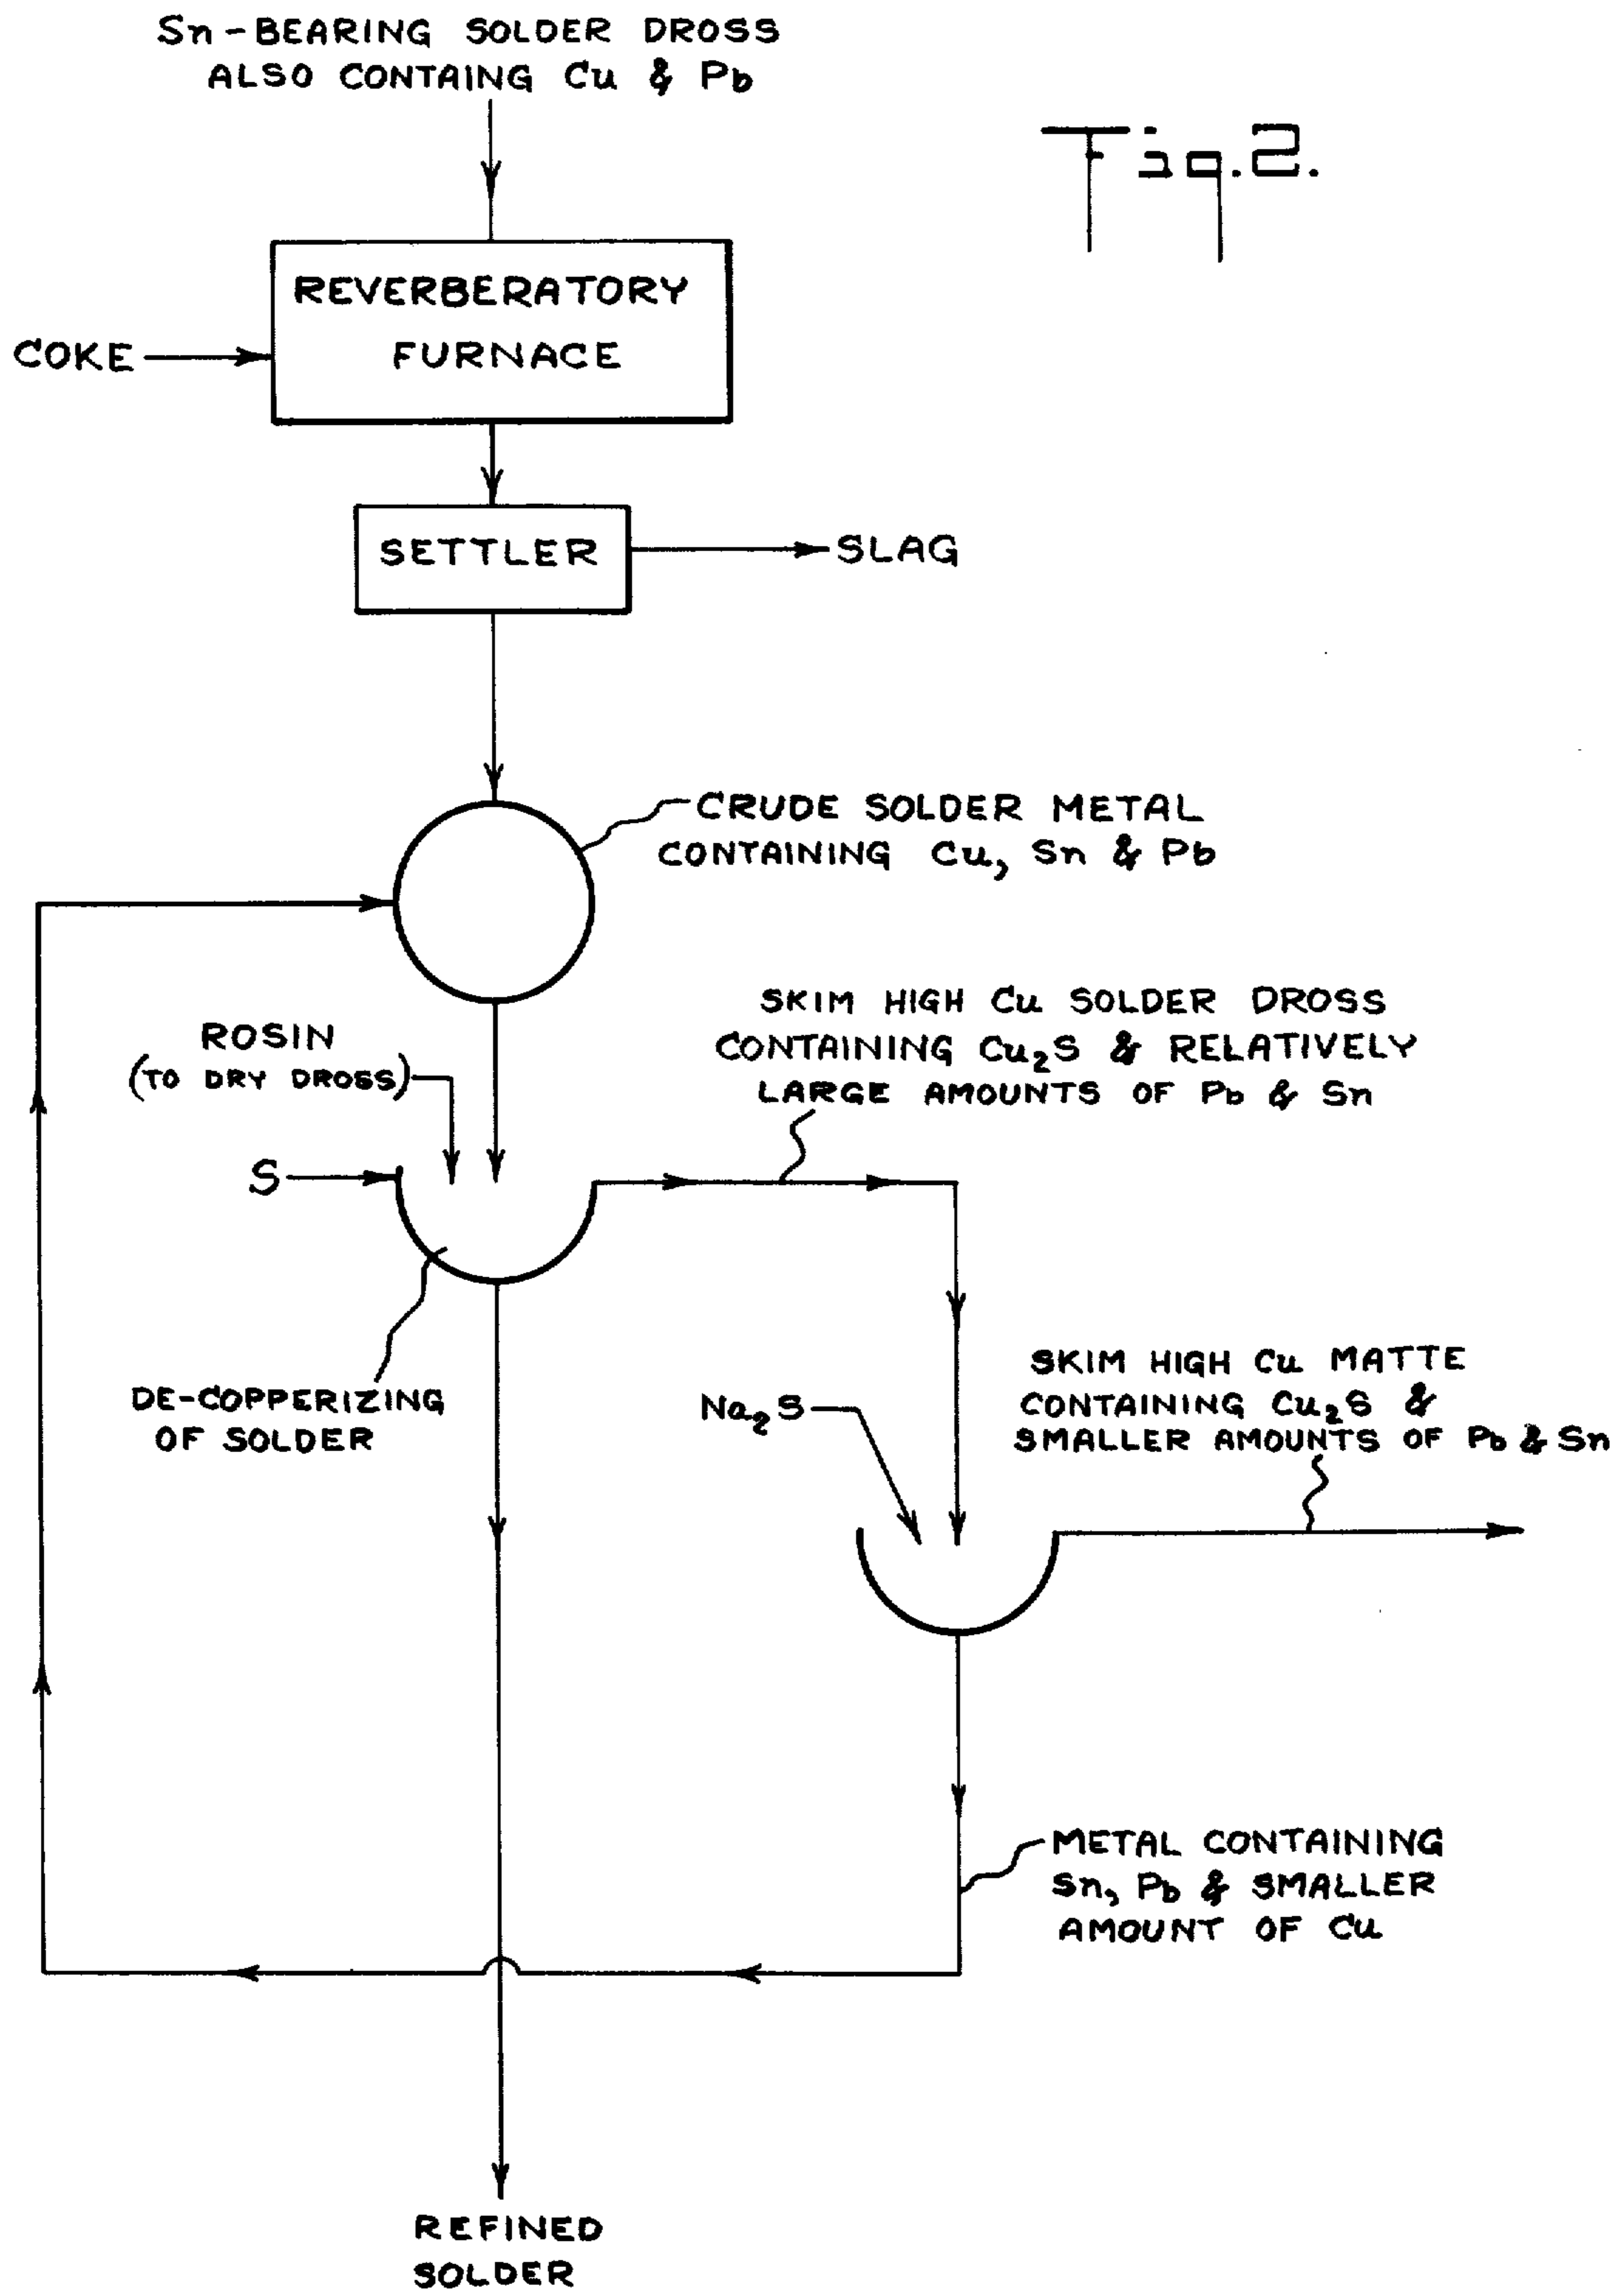 Sn-BEARING SOLDER DROSS
ALSO CONTAING Cu & Pb
Fig.2.
REVERBERATORY
FURNACE
COKE
SETTLER
SLAG
CRUDE SOLDER METAL
CONTAINING Cu, Sn & Pb
SKIM HIGH Cu SOLDER DROSS
CONTAINING Cu₂S & RELATIVELY
LARGE AMOUNTS OF Pb & Sn
ROSIN
(TO DRY DROSS)
S
DE-COPPERIZING
OF SOLDER
Na₂S
SKIM HIGH Cu MATTE
CONTAINING Cu₂S &
SMALLER AMOUNTS OF Pb & Sn
METAL CONTAINING
Sn, Pb & SMALLER
AMOUNT OF Cu
REFINED
SOLDER